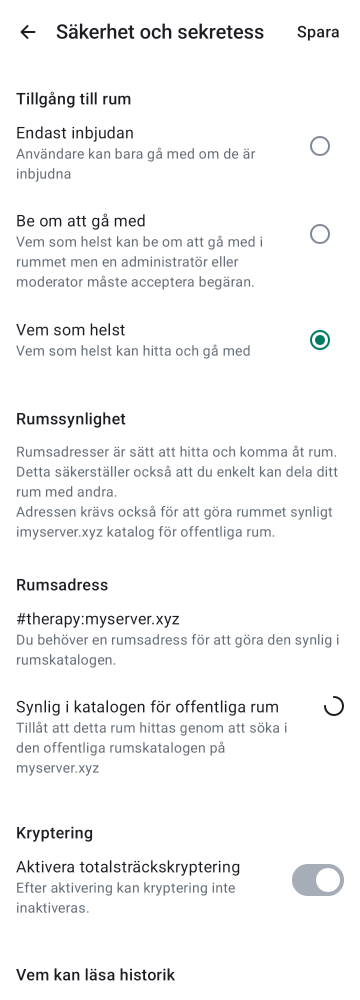 Säkerhet och sekretess
Spara
Tillgång till rum
Endast inbjudan
Användare kan bara gå med om de är
inbjudna
Be om att gå med
Vem som helst kan be om att gå med i
rummet men en administratör eller
moderator måste acceptera begäran.
Vem som helst
Vem som helst kan hitta och gå med
Rumssynlighet
Rumsadresser är sätt att hitta och komma åt rum.
Detta säkerställer också att du enkelt kan dela ditt
rum med andra.
Adressen krävs också för att göra rummet synligt
imyserver.xyz katalog för offentliga rum.
Rumsadress
#therapy:myserver.xyz
Du behöver en rumsadress för att göra den synlig i
rumskatalogen.
Synlig i katalogen för offentliga rum
Tillåt att detta rum hittas genom att söka i
den offentliga rumskatalogen på
myserver.xyz
Kryptering
Aktivera totalsträckskryptering
Efter aktivering kan kryptering inte
inaktiveras.
Vem kan läsa historik